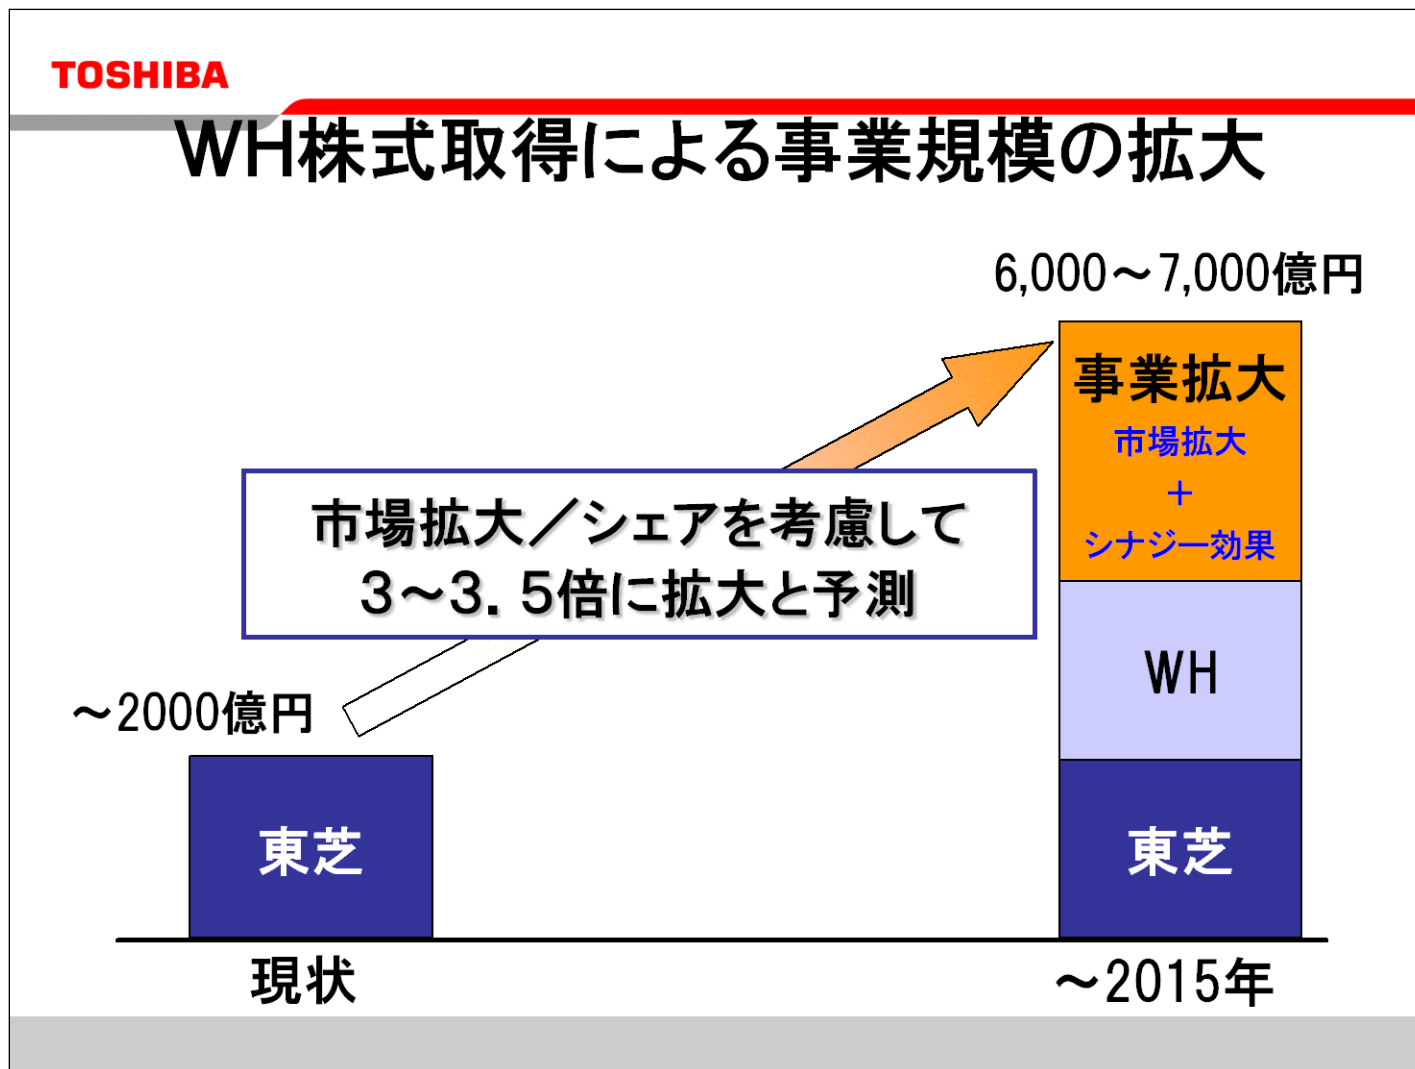 TOSHIBA
WH株式取得による事業規模の拡大
6,000～7,000億円
事業拡大
市場拡大
＋
シナジー効果
市場拡大／シェアを考慮して
３～３．５倍に拡大と予測
WH
～2000億円
東芝
東芝
現状
～2015年